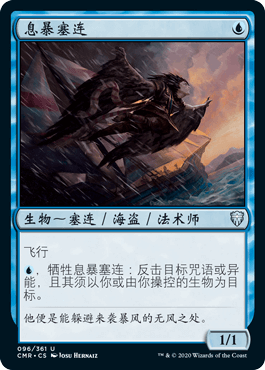 息暴塞连
生物～塞连／海盗／法术师
飞行
，牺牲息暴塞连：反击目标咒语或异
能，且其须以你或由你操控的生物为目
标。
他便是能躲避来袭暴风的无风之处。
1/1
096/361 U
CMR • CS JOSU HERNAIZ
™ & © 2020 Wizards of the Coast